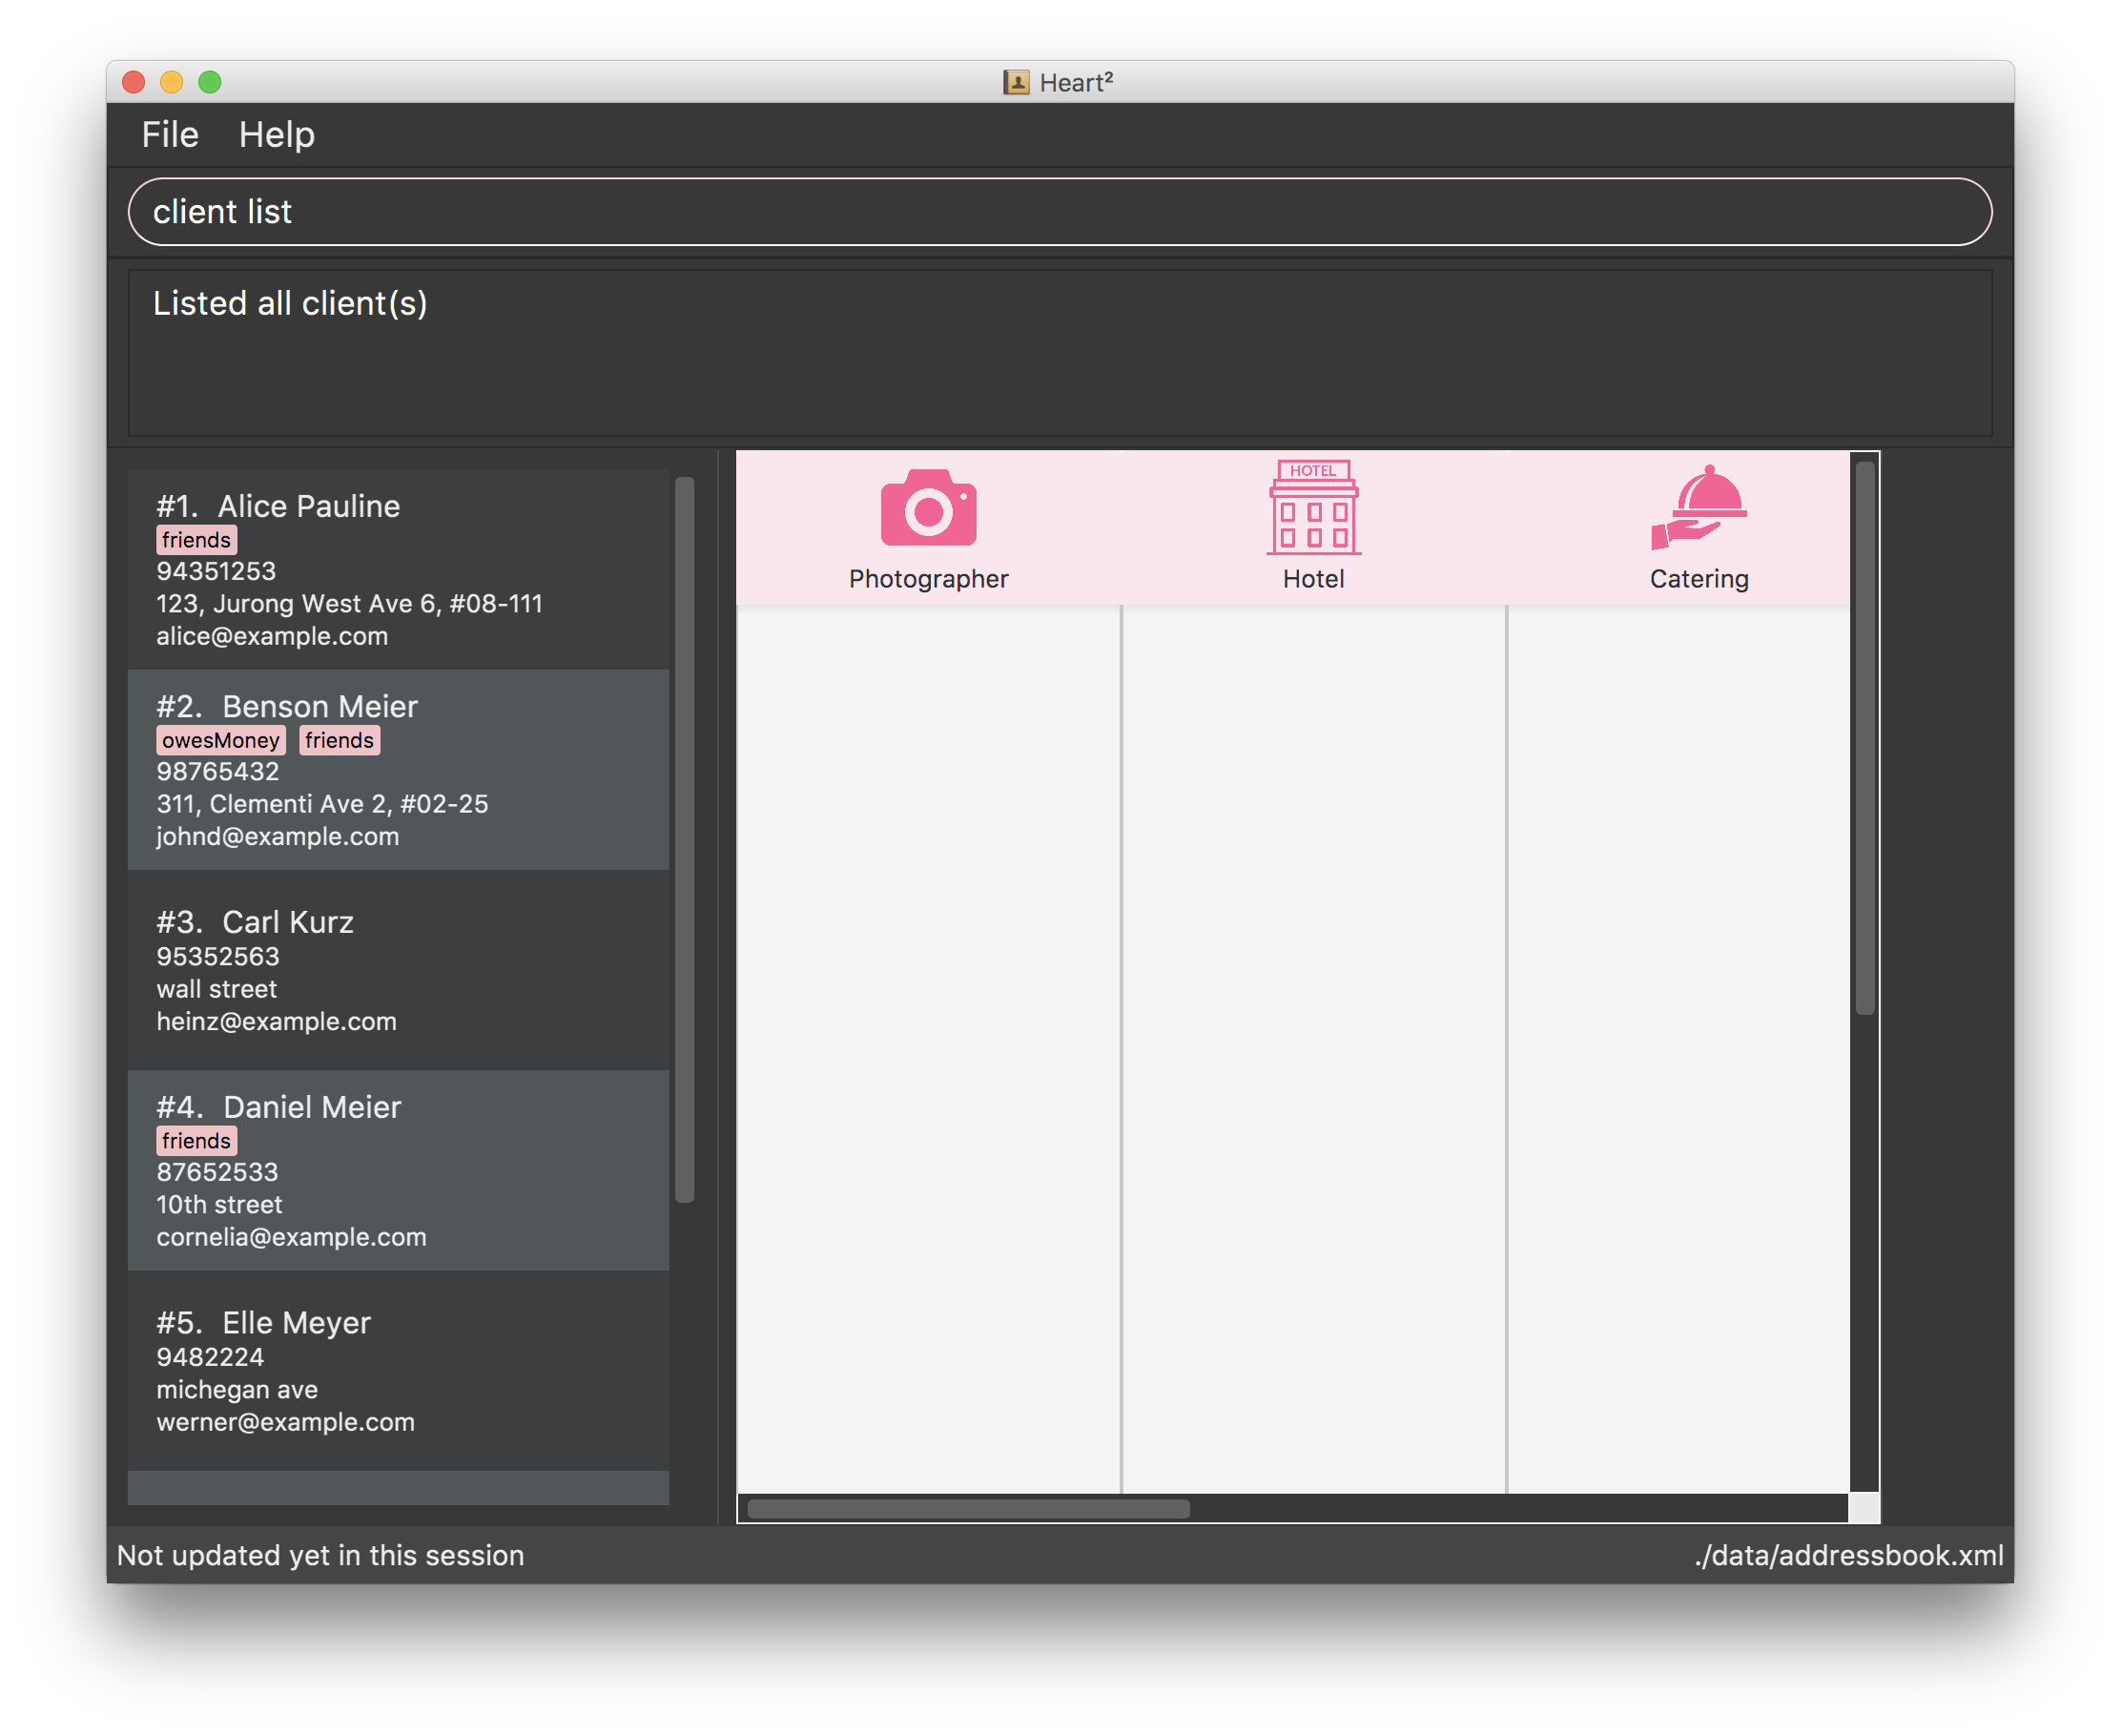 Heart²
File Help
client list
Listed all client(s)
#1. Alice Pauline
friends
94351253
123, Jurong West Ave 6, #08-111
alice@example.com
#2. Benson Meier
owesMoney friends
98765432
311, Clementi Ave 2, #02-25
johnd@example.com
#3. Carl Kurz
95352563
wall street
heinz@example.com
#4. Daniel Meier
friends
87652533
10th street
cornelia@example.com
#5. Elle Meyer
9482224
michegan ave
werner@example.com
HOTEL
Photographer Hotel Catering
Not updated yet in this session ./data/addressbook.xml